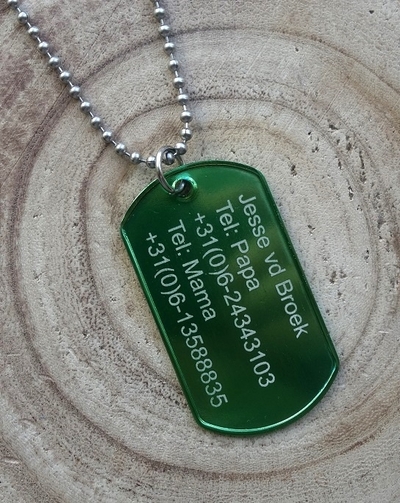 Jesse vd Broek
Tel: Papa
+31(0)6-24343103
Tel: Mama
+31(0)6-13588835